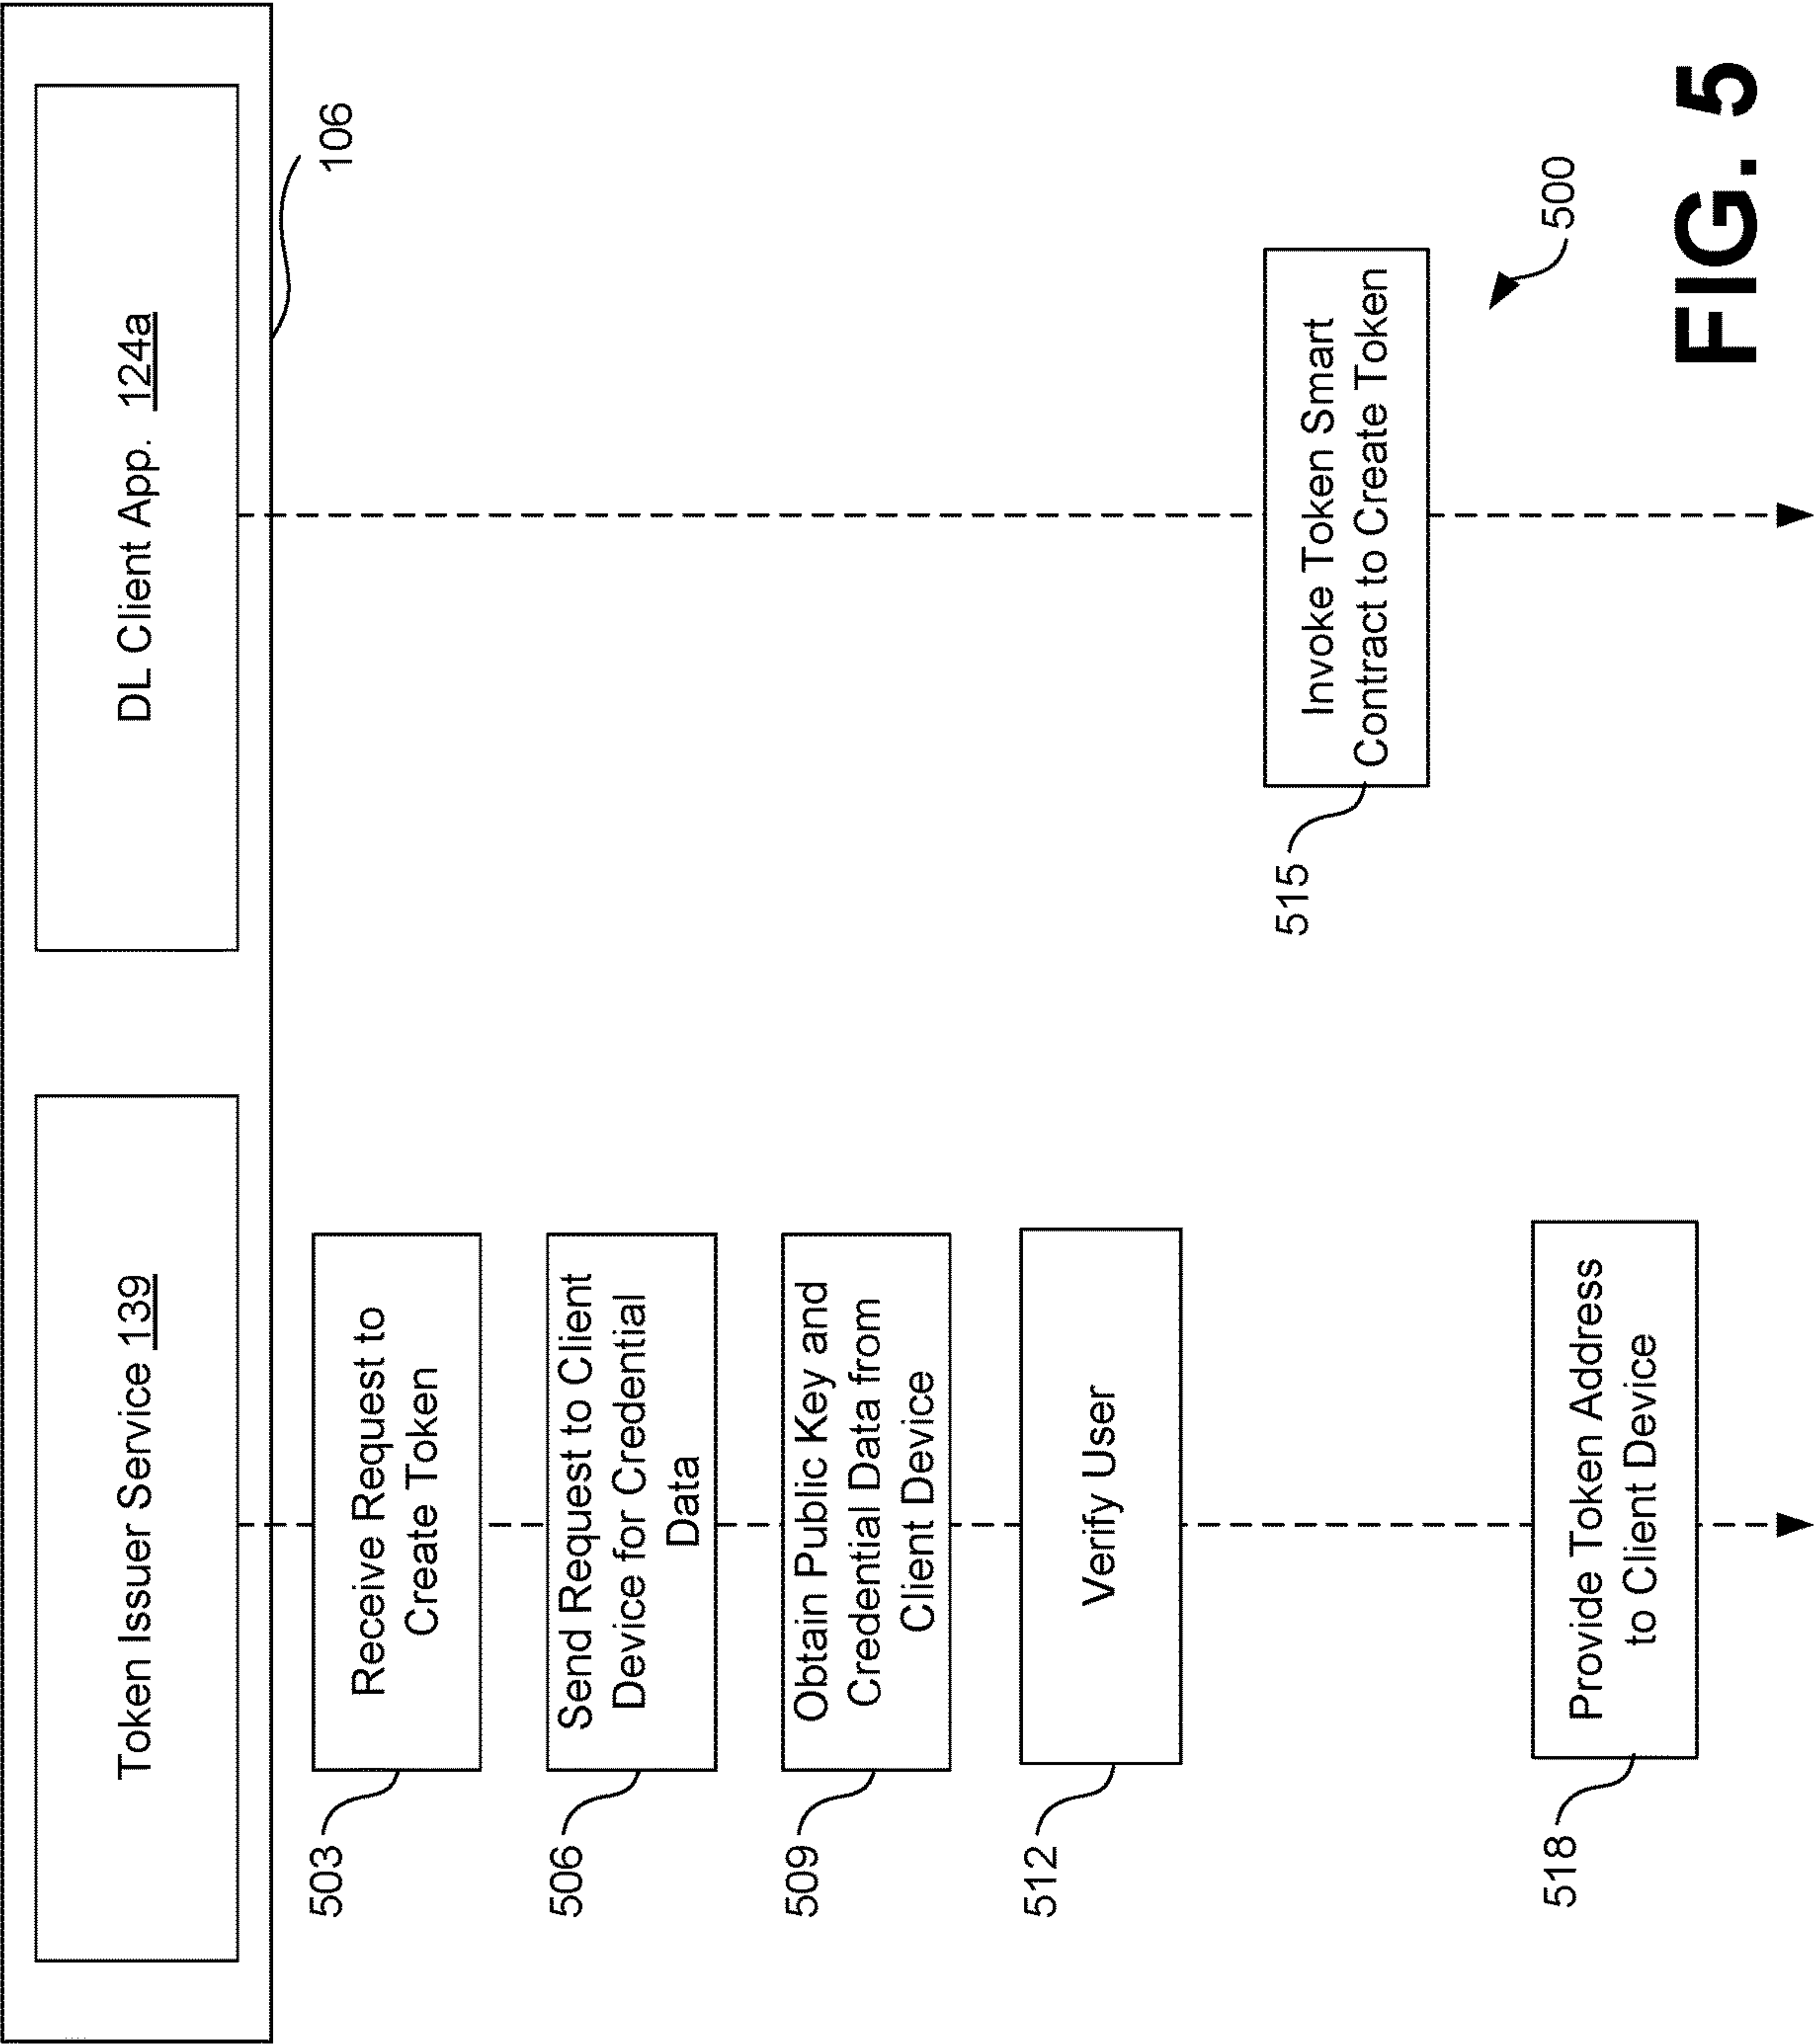 Token Issuer Service 139
DL Client App. 124a
106
503
Receive Request to
Create Token
506
Send Request to Client
Device for Credential
Data
509
Obtain Public Key and
Credential Data from
Client Device
512
Verify User
515
Invoke Token Smart
Contract to Create Token
500
518
Provide Token Address
to Client Device
FIG. 5